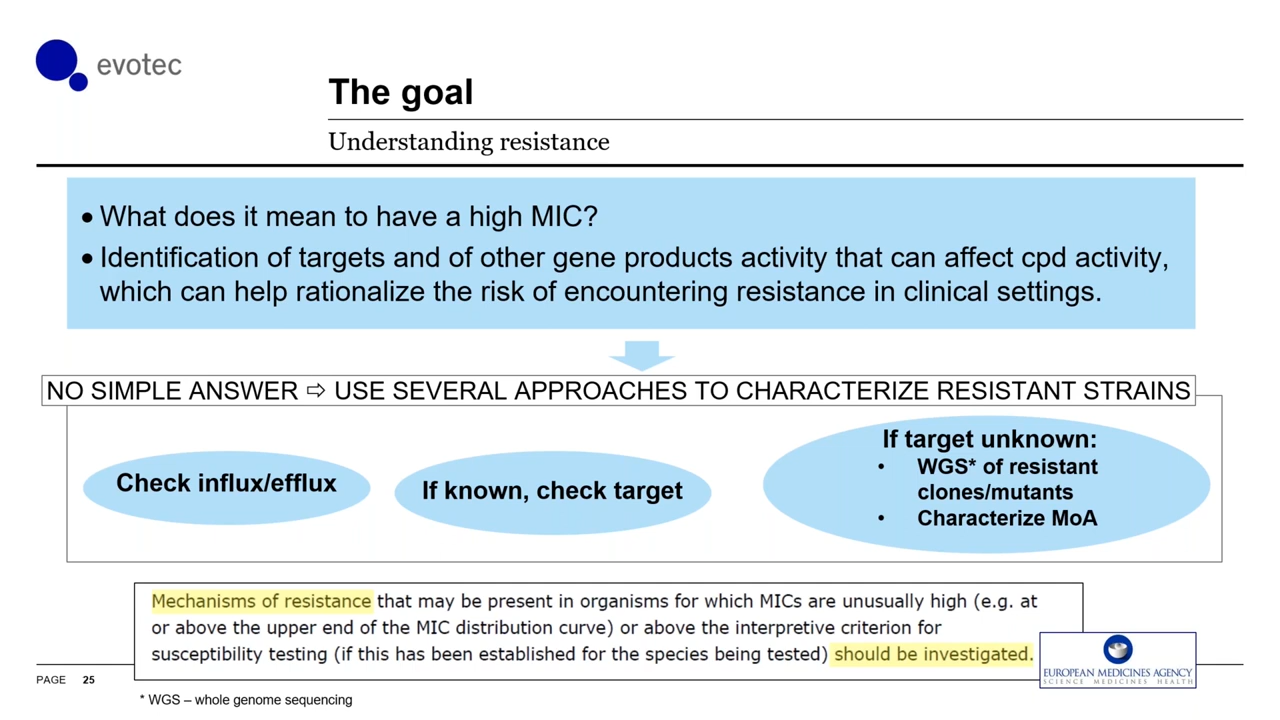 evotec
The goal
Understanding resistance
• What does it mean to have a high MIC?
• Identification of targets and of other gene products activity that can affect cpd activity,
which can help rationalize the risk of encountering resistance in clinical settings.
NO SIMPLE ANSWER ⇨ USE SEVERAL APPROACHES TO CHARACTERIZE RESISTANT STRAINS
Check influx/efflux
If known, check target
If target unknown:
• WGS* of resistant
clones/mutants
• Characterize MoA
Mechanisms of resistance that may be present in organisms for which MICs are unusually high (e.g. at
or above the upper end of the MIC distribution curve) or above the interpretive criterion for
susceptibility testing (if this has been established for the species being tested) should be investigated.
EUROPEAN MEDICINES AGENCY
SCIENCE MEDICINES HEALTH
PAGE 25
* WGS – whole genome sequencing